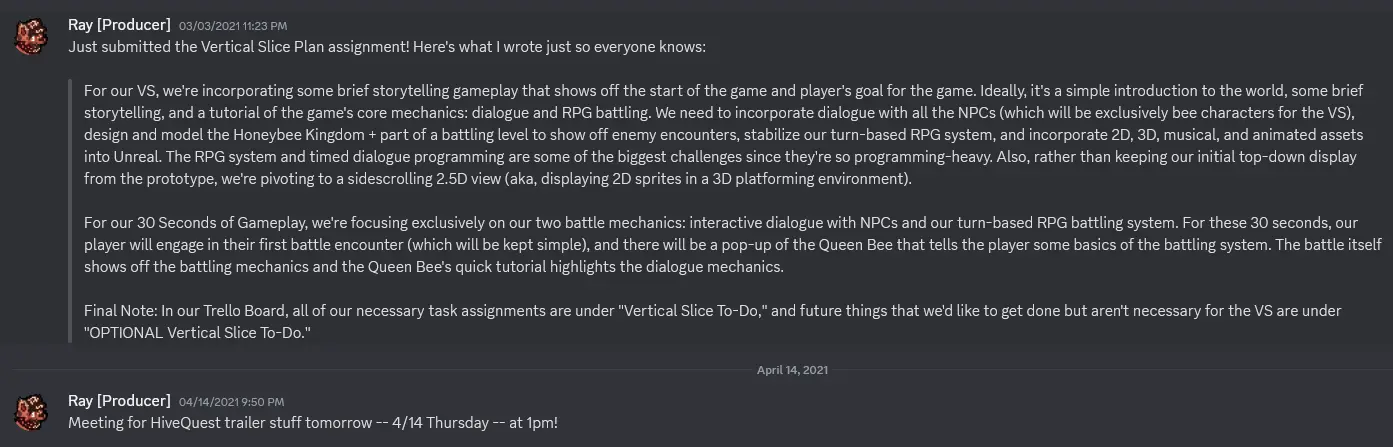 Ray [Producer] 03/03/2021 11:23 PM
Just submitted the Vertical Slice Plan assignment! Here's what I wrote just so everyone knows:
For our VS, we're incorporating some brief storytelling gameplay that shows off the start of the game and player's goal for the game. Ideally, it's a simple introduction to the world, some brief
storytelling, and a tutorial of the game's core mechanics: dialogue and RPG battling. We need to incorporate dialogue with all the NPCs (which will be exclusively bee characters for the VS),
design and model the Honeybee Kingdom + part of a battling level to show off enemy encounters, stabilize our turn-based RPG system, and incorporate 2D, 3D, musical, and animated assets
into Unreal. The RPG system and timed dialogue programming are some of the biggest challenges since they're so programming-heavy. Also, rather than keeping our initial top-down display
from the prototype, we're pivoting to a sidescrolling 2.5D view (aka, displaying 2D sprites in a 3D platforming environment).
For our 30 Seconds of Gameplay, we're focusing exclusively on our two battle mechanics: interactive dialogue with NPCs and our turn-based RPG battling system. For these 30 seconds, our
player will engage in their first battle encounter (which will be kept simple), and there will be a pop-up of the Queen Bee that tells the player some basics of the battling system. The battle itself
shows off the battling mechanics and the Queen Bee's quick tutorial highlights the dialogue mechanics.
Final Note: In our Trello Board, all of our necessary task assignments are under "Vertical Slice To-Do," and future things that we'd like to get done but aren't necessary for the VS are under
"OPTIONAL Vertical Slice To-Do."
April 14, 2021
Ray [Producer] 04/14/2021 9:50 PM
Meeting for HiveQuest trailer stuff tomorrow -- 4/14 Thursday -- at 1pm!